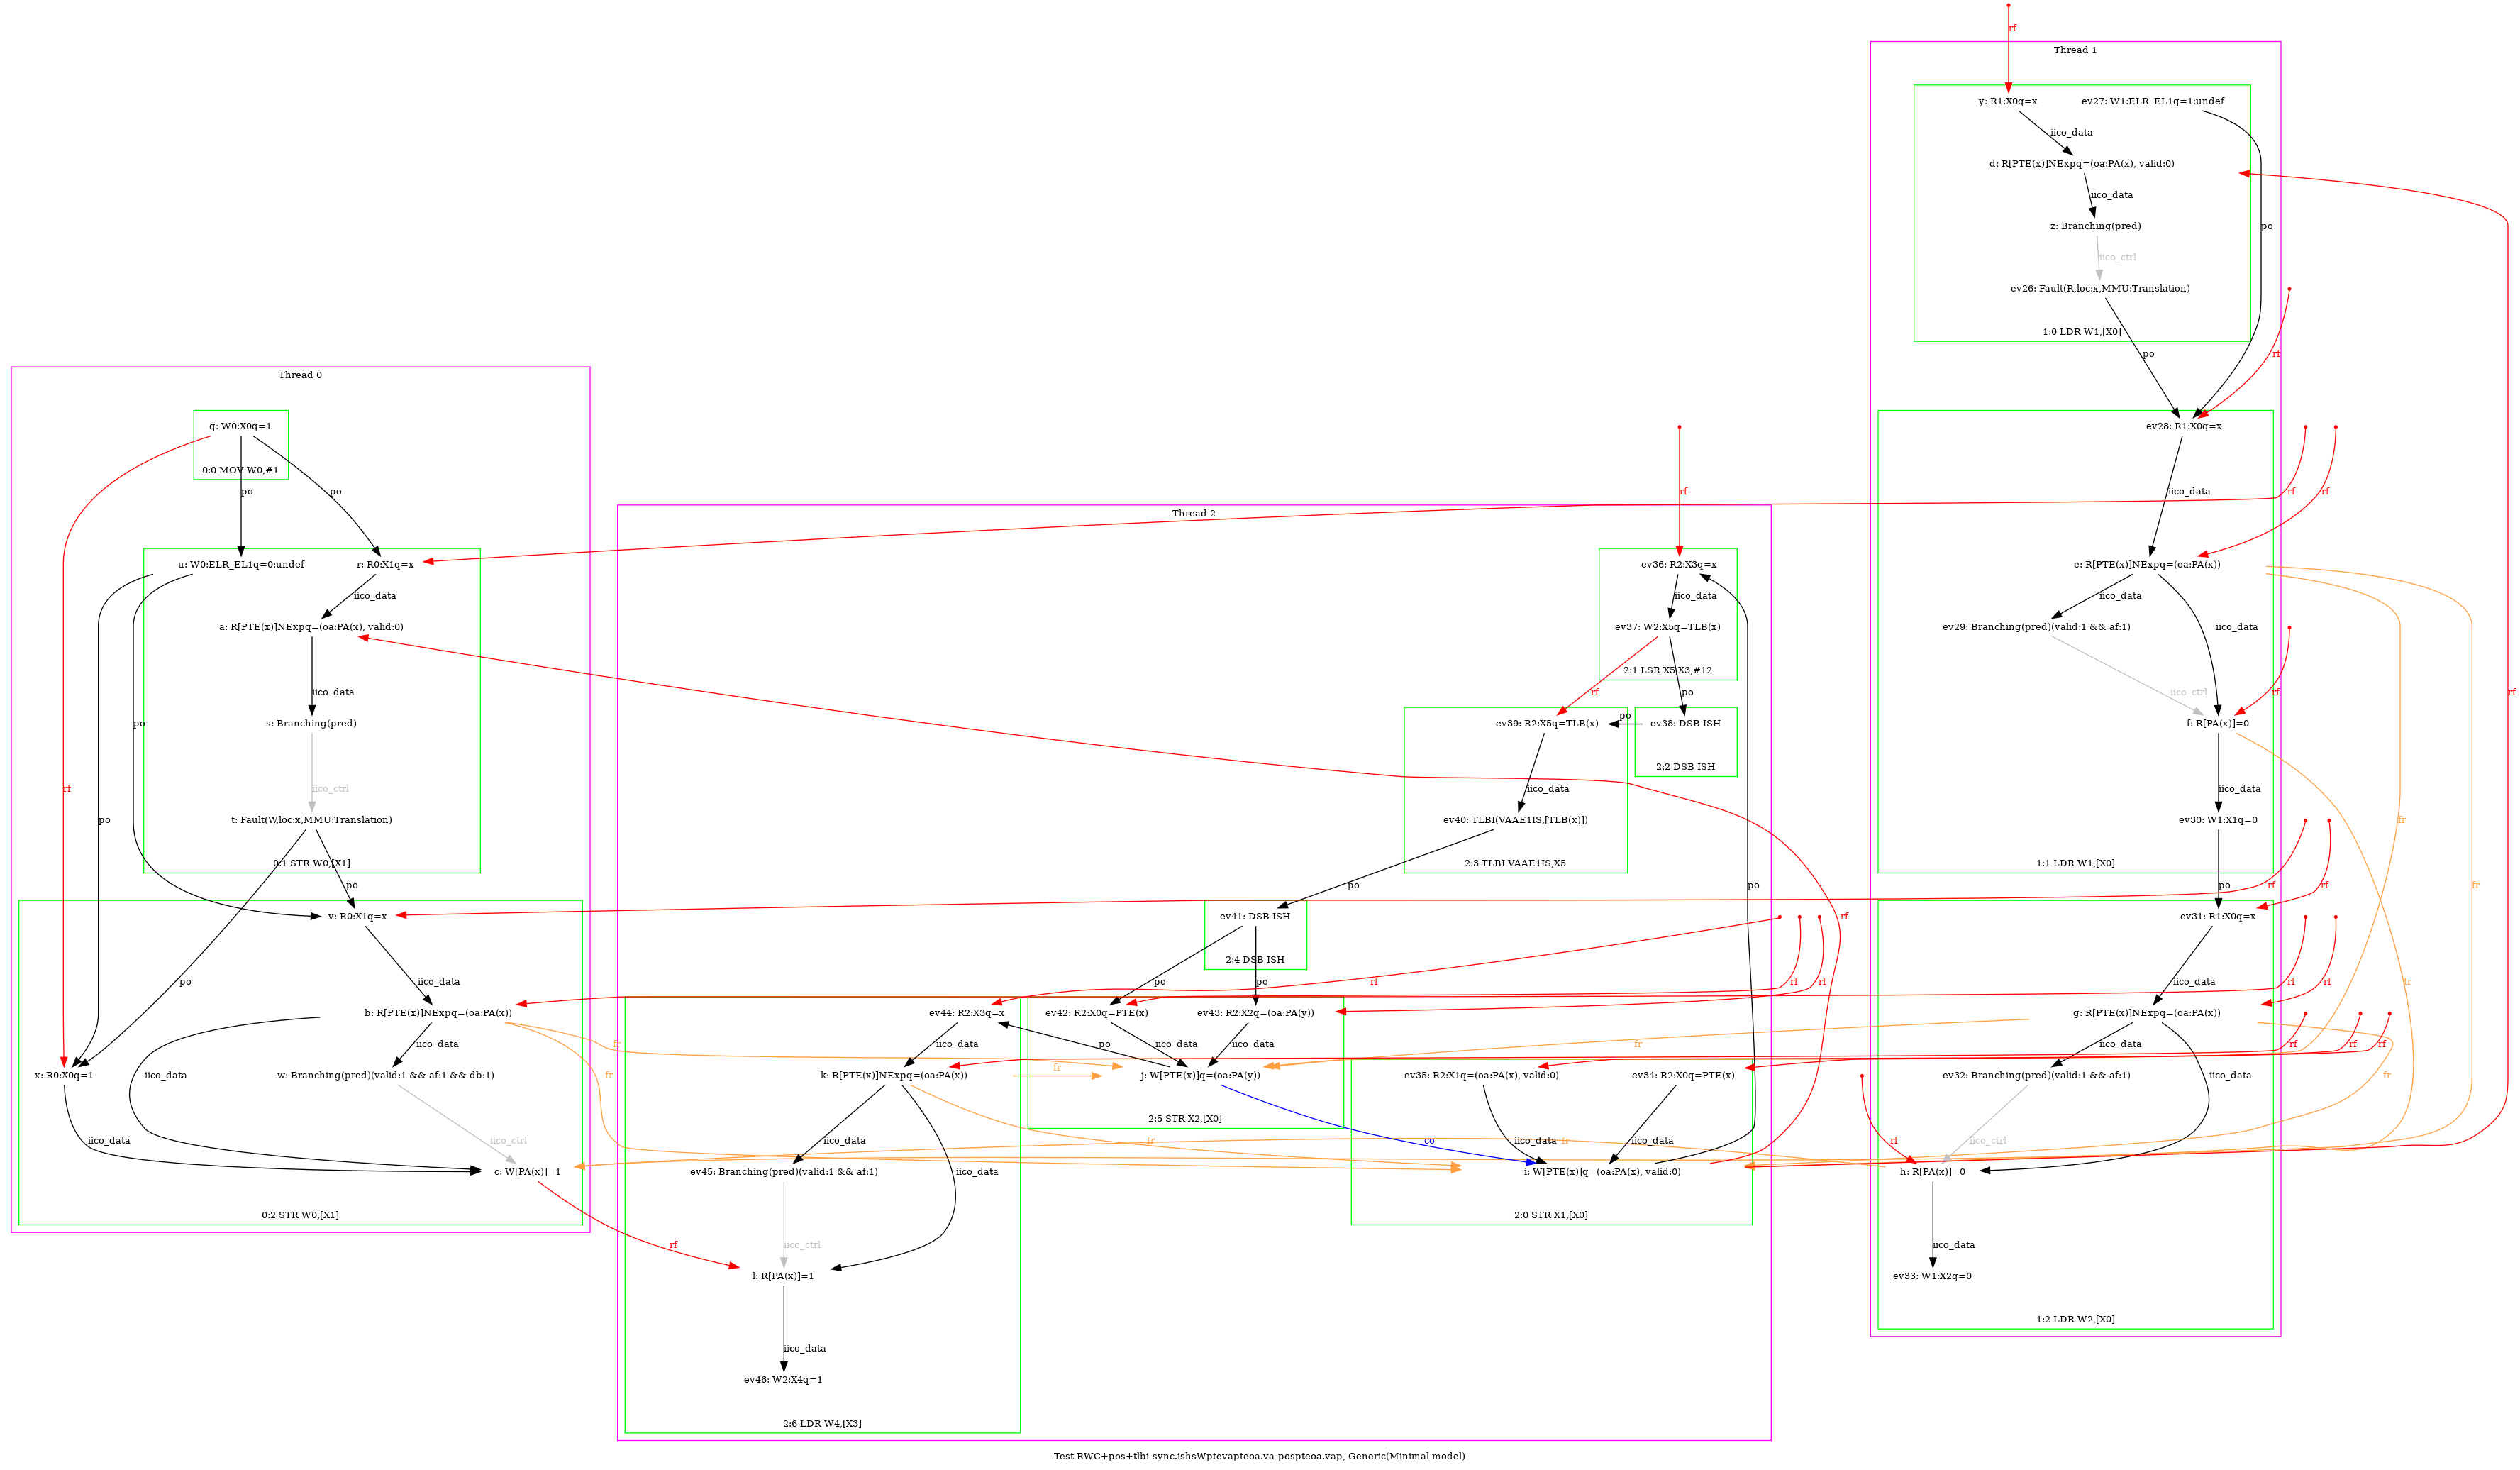 rf
Thread 1
y: R1:X0q=x
ev27: W1:ELR_EL1q=1:undef
iico_data
d: R[PTE(x)]NExpq=(oa:PA(x), valid:0)
iico_data
z: Branching(pred)
po
iico_ctrl
ev26: Fault(R,loc:x,MMU:Translation)
1:0 LDR W1,[X0]
po
rf
Thread 0
q: W0:X0q=1
0:0 MOV W0,#1
po
po
rf
u: W0:ELR_EL1q=0:undef
r: R0:X1q=x
iico_data
a: R[PTE(x)]NExpq=(oa:PA(x), valid:0)
iico_data
s: Branching(pred)
po
iico_ctrl
po
t: Fault(W,loc:x,MMU:Translation)
0:1 STR W0,[X1]
po
v: R0:X1q=x
po
iico_data
b: R[PTE(x)]NExpq=(oa:PA(x))
iico_data
fr
x: R0:X0q=1
iico_data
w: Branching(pred)(valid:1 && af:1 && db:1)
fr
iico_data
iico_ctrl
c: W[PA(x)]=1
0:2 STR W0,[X1]
rf
Thread 2
rf
ev36: R2:X3q=x
iico_data
ev37: W2:X5q=TLB(x)
2:1 LSR X5,X3,#12
rf
po
ev39: R2:X5q=TLB(x)
po
ev38: DSB ISH
2:2 DSB ISH
iico_data
ev40: TLBI(VAAE1IS,[TLB(x)])
2:3 TLBI VAAE1IS,X5
po
po
rf
ev41: DSB ISH
2:4 DSB ISH
po
po
rf
rf
rf
ev44: R2:X3q=x
ev42: R2:X0q=PTE(x)
ev43: R2:X2q=(oa:PA(y))
iico_data
po
iico_data
iico_data
fr
k: R[PTE(x)]NExpq=(oa:PA(x))
fr
j: W[PTE(x)]q=(oa:PA(y))
ev35: R2:X1q=(oa:PA(x), valid:0)
ev34: R2:X0q=PTE(x)
2:5 STR X2,[X0]
iico_data
fr
co
iico_data
fr
iico_data
ev45: Branching(pred)(valid:1 && af:1)
iico_data
i: W[PTE(x)]q=(oa:PA(x), valid:0)
2:0 STR X1,[X0]
iico_ctrl
l: R[PA(x)]=1
iico_data
ev46: W2:X4q=1
2:6 LDR W4,[X3]
ev28: R1:X0q=x
iico_data
rf
rf
e: R[PTE(x)]NExpq=(oa:PA(x))
iico_data
ev29: Branching(pred)(valid:1 && af:1)
iico_data
iico_ctrl
rf
rf
f: R[PA(x)]=0
iico_data
fr
ev30: W1:X1q=0
1:1 LDR W1,[X0]
po
rf
rf
fr
ev31: R1:X0q=x
iico_data
rf
rf
fr
g: R[PTE(x)]NExpq=(oa:PA(x))
iico_data
rf
rf
rf
ev32: Branching(pred)(valid:1 && af:1)
iico_data
fr
rf
iico_ctrl
h: R[PA(x)]=0
iico_data
ev33: W1:X2q=0
1:2 LDR W2,[X0]
Test RWC+pos+tlbi-sync.ishsWptevapteoa.va-pospteoa.vap, Generic(Minimal model)